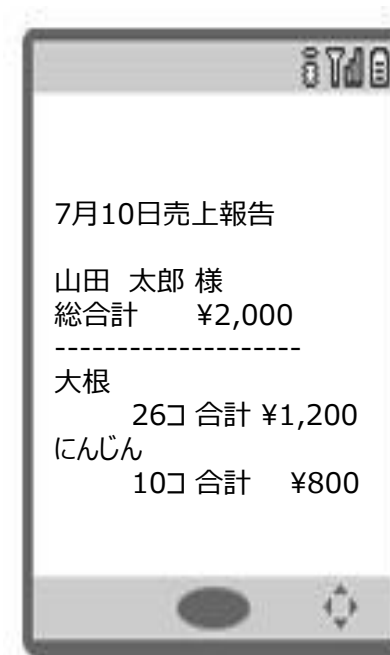 7月10日売上報告
山田 太郎 様
総合計 ¥2,000
--------------------
大根
26コ 合計 ¥1,200
にんじん
10コ 合計 ¥800